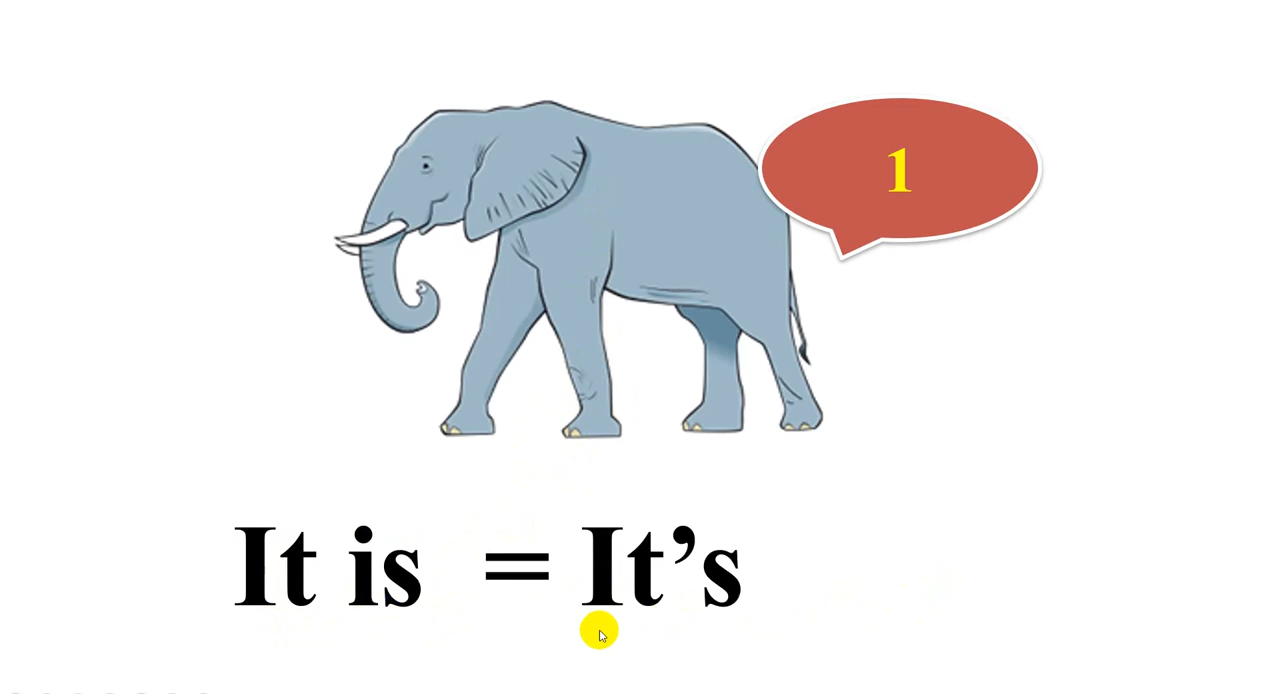 1
It is = It’s